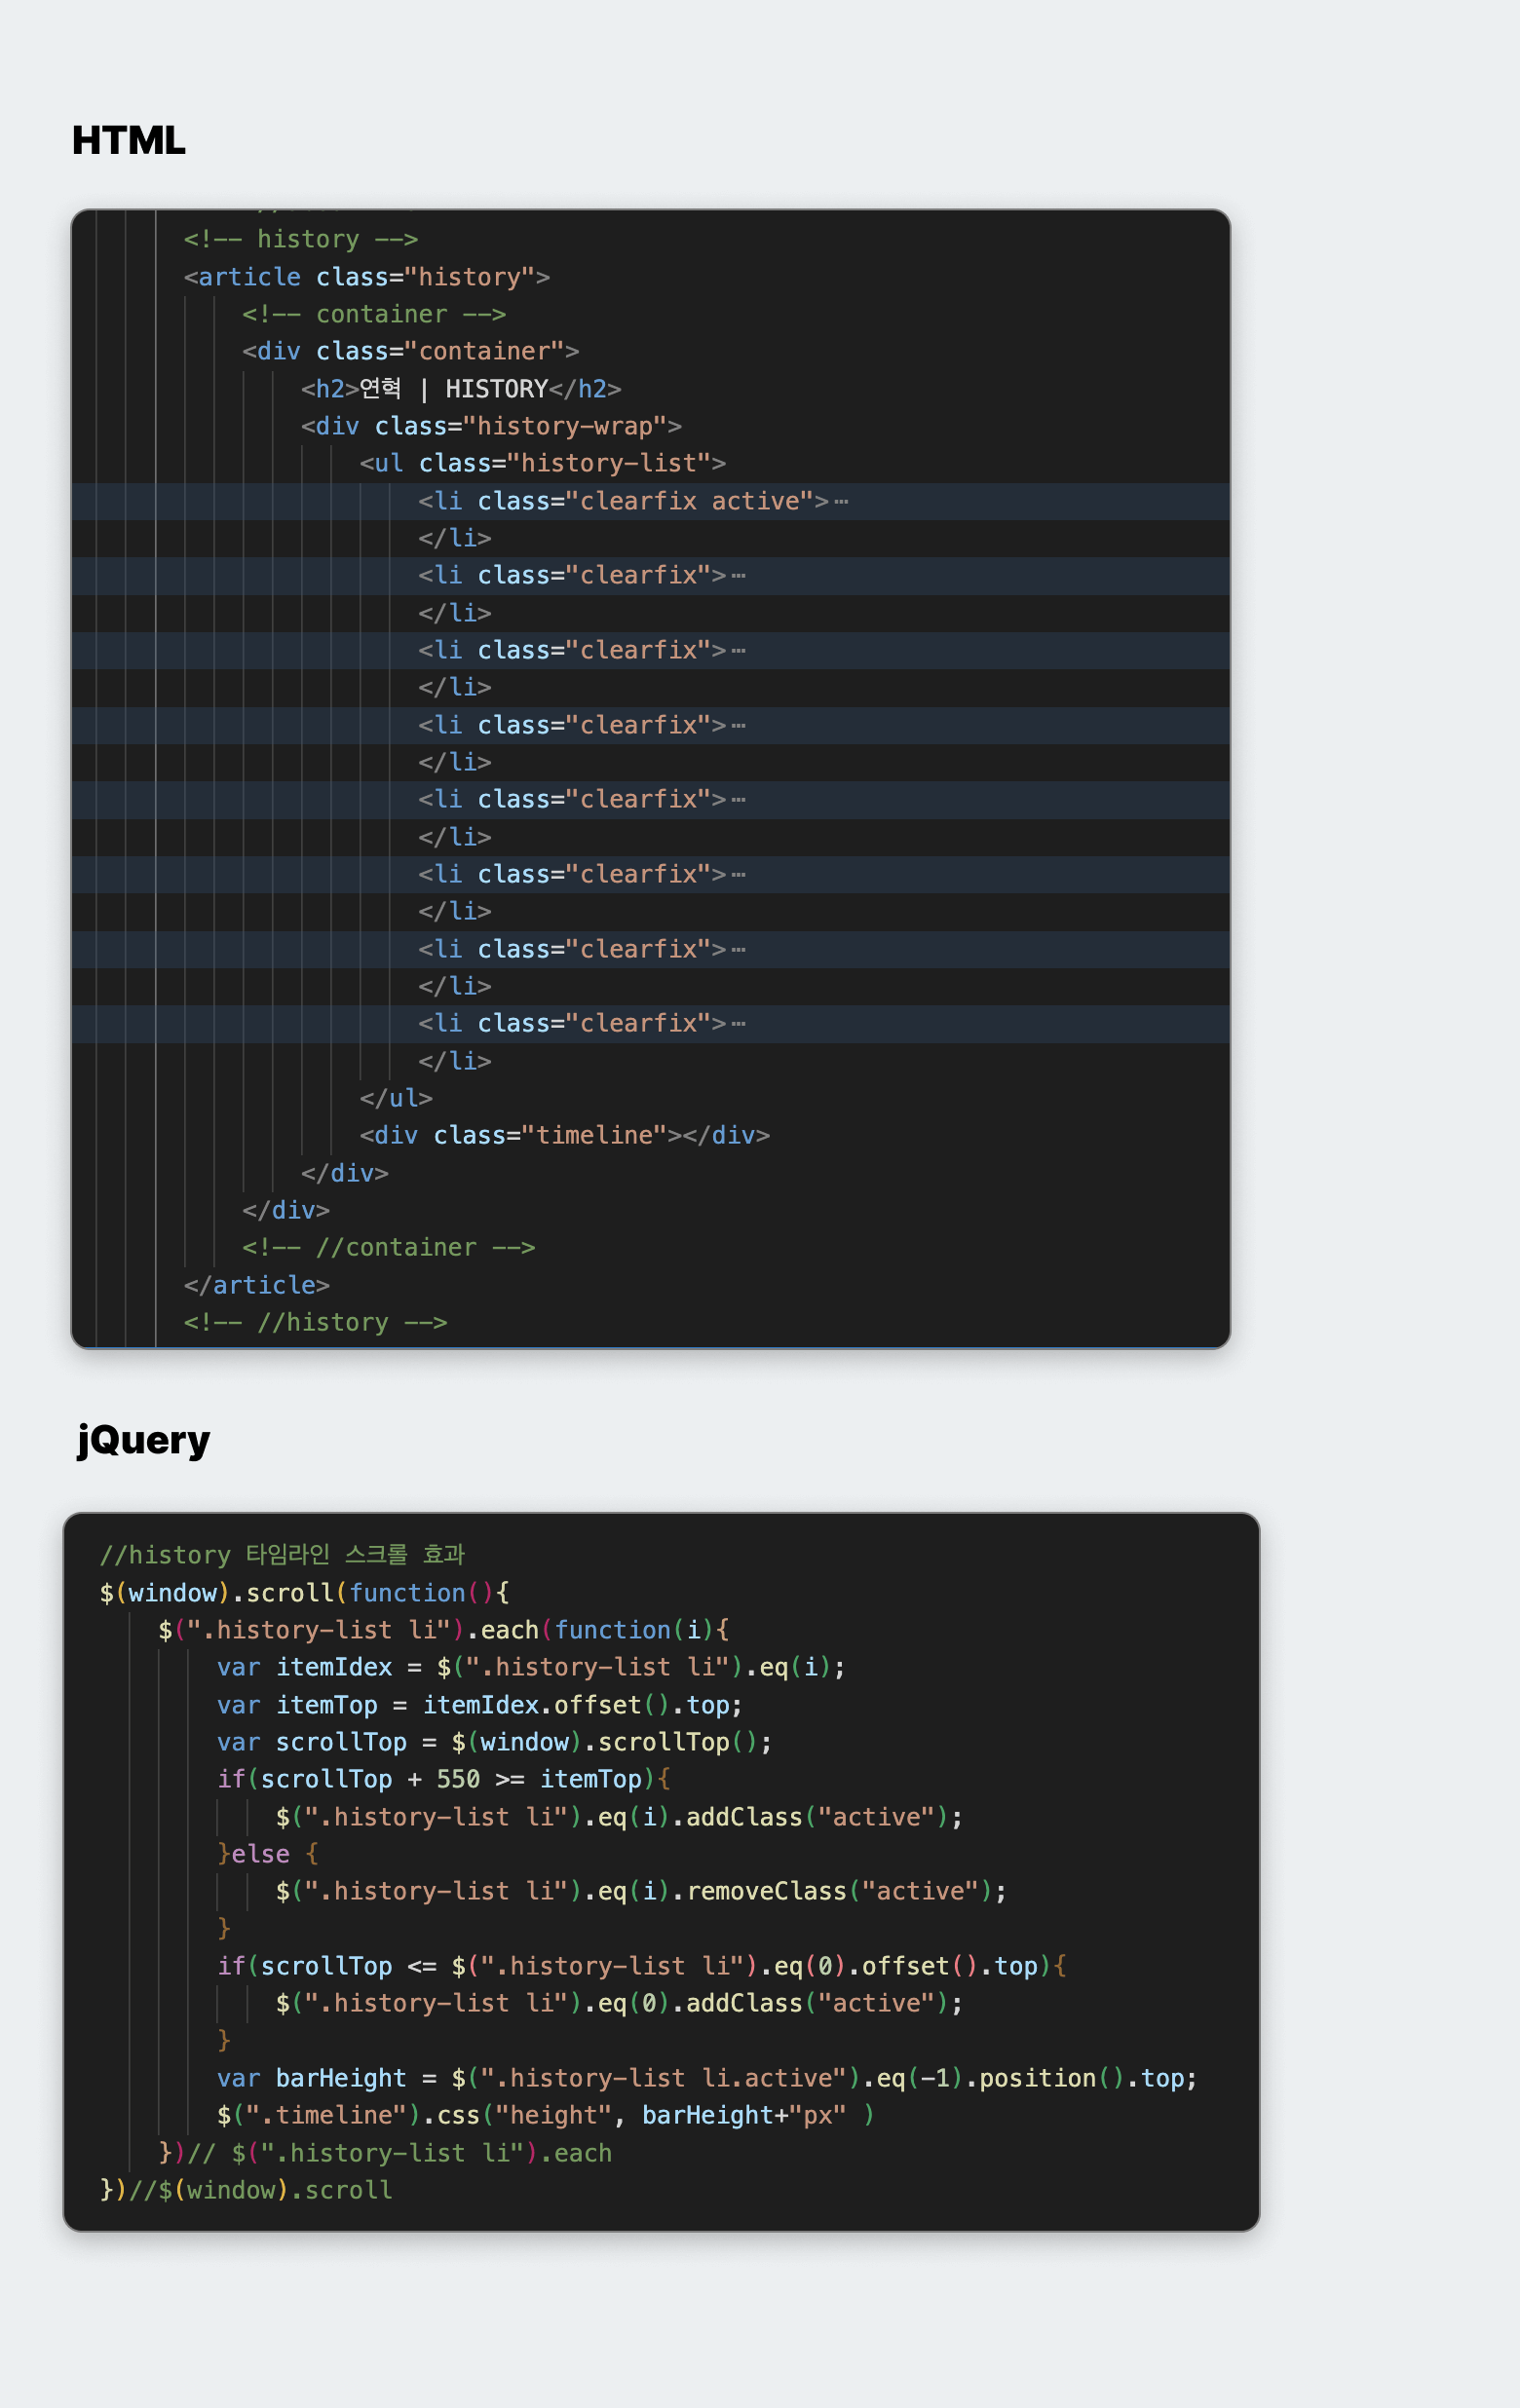 HTML
<!-- history -->
<article class="history">
<!-- container -->
<div class="container">
<h2>연혁 | HISTORY</h2>
<div class="history-wrap">
<ul class="history-list">
<li class="clearfix active">…
</li>
<li class="clearfix">…
</li>
<li class="clearfix">…
</li>
<li class="clearfix">…
</li>
<li class="clearfix">…
</li>
<li class="clearfix">…
</li>
<li class="clearfix">…
</li>
<li class="clearfix">…
</li>
</ul>
<div class="timeline"></div>
</div>
</div>
<!-- //container -->
</article>
<!-- //history -->
jQuery
//history 타임라인 스크롤 효과
$(window).scroll(function(){
$(".history-list li").each(function(i){
var itemIdex = $(".history-list li").eq(i);
var itemTop = itemIdex.offset().top;
var scrollTop = $(window).scrollTop();
if(scrollTop + 550 >= itemTop){
$(".history-list li").eq(i).addClass("active");
}else {
$(".history-list li").eq(i).removeClass("active");
}
if(scrollTop <= $(".history-list li").eq(0).offset().top){
$(".history-list li").eq(0).addClass("active");
}
var barHeight = $(".history-list li.active").eq(-1).position().top;
$(".timeline").css("height", barHeight+"px" )
})// $(".history-list li").each
})//$(window).scroll